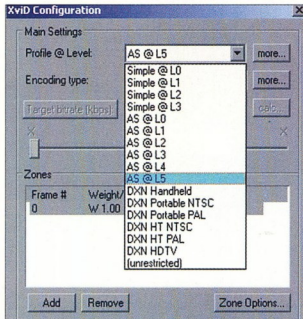 XviD Configuration
Main Settings
Profile @ Level:
AS @ L5
more...
Simple @ L0
Simple @ L1
Simple @ L2
Simple @ L3
AS @ L0
AS @ L1
AS @ L2
AS @ L3
AS @ L4
AS @ L5
DXN Handheld
DXN Portable NTSC
DXN Portable PAL
DXN HT NTSC
DXN HT PAL
DXN HDTV
(unrestricted)
Encoding type:
more...
Target bitrate (kbps):
calc...
Zones
Frame #
Weight/
0
W 1.00
Add
Remove
Zone Options...